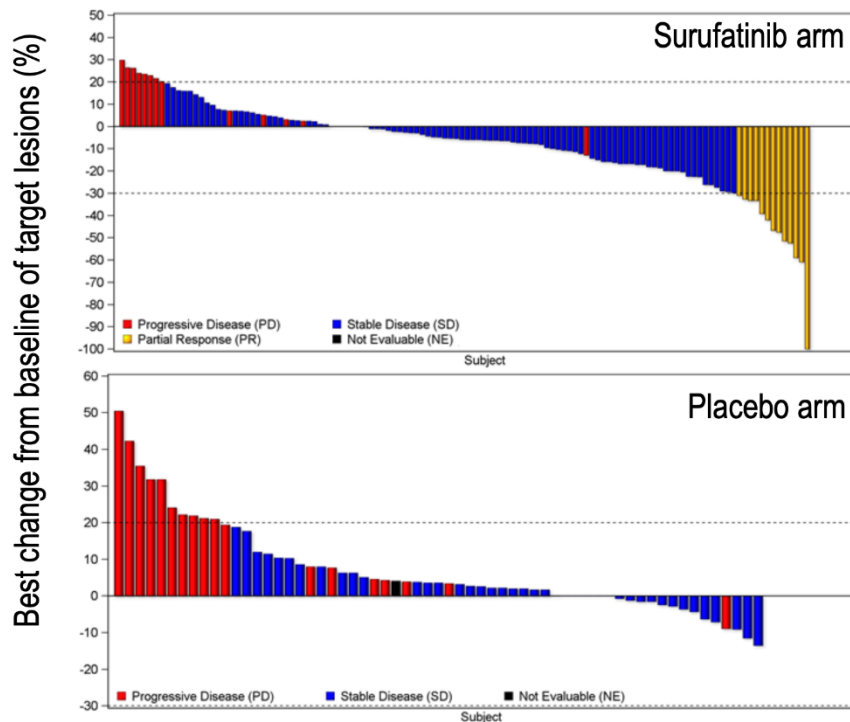 Best change from baseline of target lesions (%)
Surufatinib arm
50
40
30
20
10
0
-10
-20
-30
-40
-50
-60
-70
-80
-90
-100
Progressive Disease (PD)
Stable Disease (SD)
Partial Response (PR)
Not Evaluable (NE)
Subject
Placebo arm
60
50
40
30
20
10
0
-10
-20
-30
Progressive Disease (PD)
Stable Disease (SD)
Not Evaluable (NE)
Subject